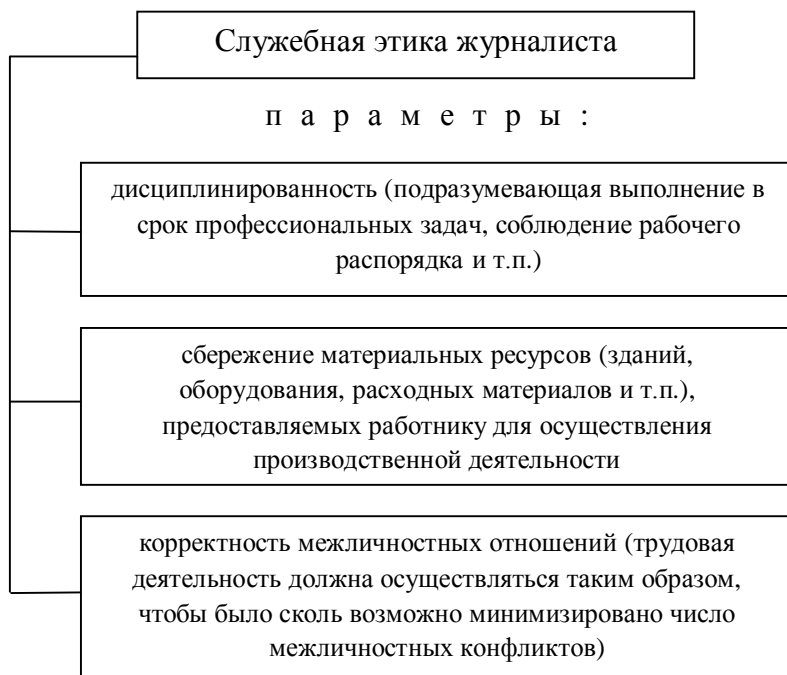 Служебная этика журналиста
п а р а м е т р ы :
дисциплинированность (подразумевающая выполнение в
срок профессиональных задач, соблюдение рабочего
распорядка и т.п.)
сбережение материальных ресурсов (зданий,
оборудования, расходных материалов и т.п.),
предоставляемых работнику для осуществления
производственной деятельности
корректность межличностных отношений (трудовая
деятельность должна осуществляться таким образом,
чтобы было сколь возможно минимизировано число
межличностных конфликтов)